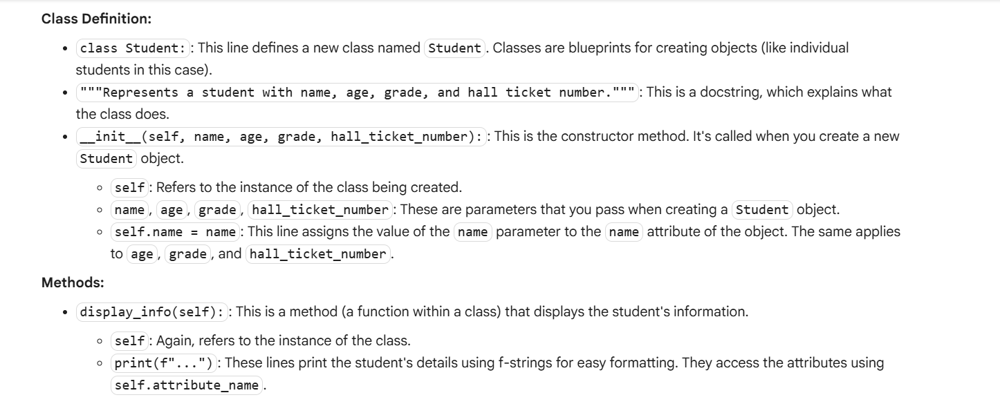 Class Definition:
• class Student: : This line defines a new class named Student . Classes are blueprints for creating objects (like individual
students in this case).
• """Represents a student with name, age, grade, and hall ticket number.""" : This is a docstring, which explains what
the class does.
• __init__(self, name, age, grade, hall_ticket_number): : This is the constructor method. It's called when you create a new
Student object.
◦ self : Refers to the instance of the class being created.
◦ name , age , grade , hall_ticket_number : These are parameters that you pass when creating a Student object.
◦ self.name = name : This line assigns the value of the name parameter to the name attribute of the object. The same applies
to age , grade , and hall_ticket_number .
Methods:
• display_info(self): : This is a method (a function within a class) that displays the student's information.
◦ self : Again, refers to the instance of the class.
◦ print(f"...") : These lines print the student's details using f-strings for easy formatting. They access the attributes using
self.attribute_name .